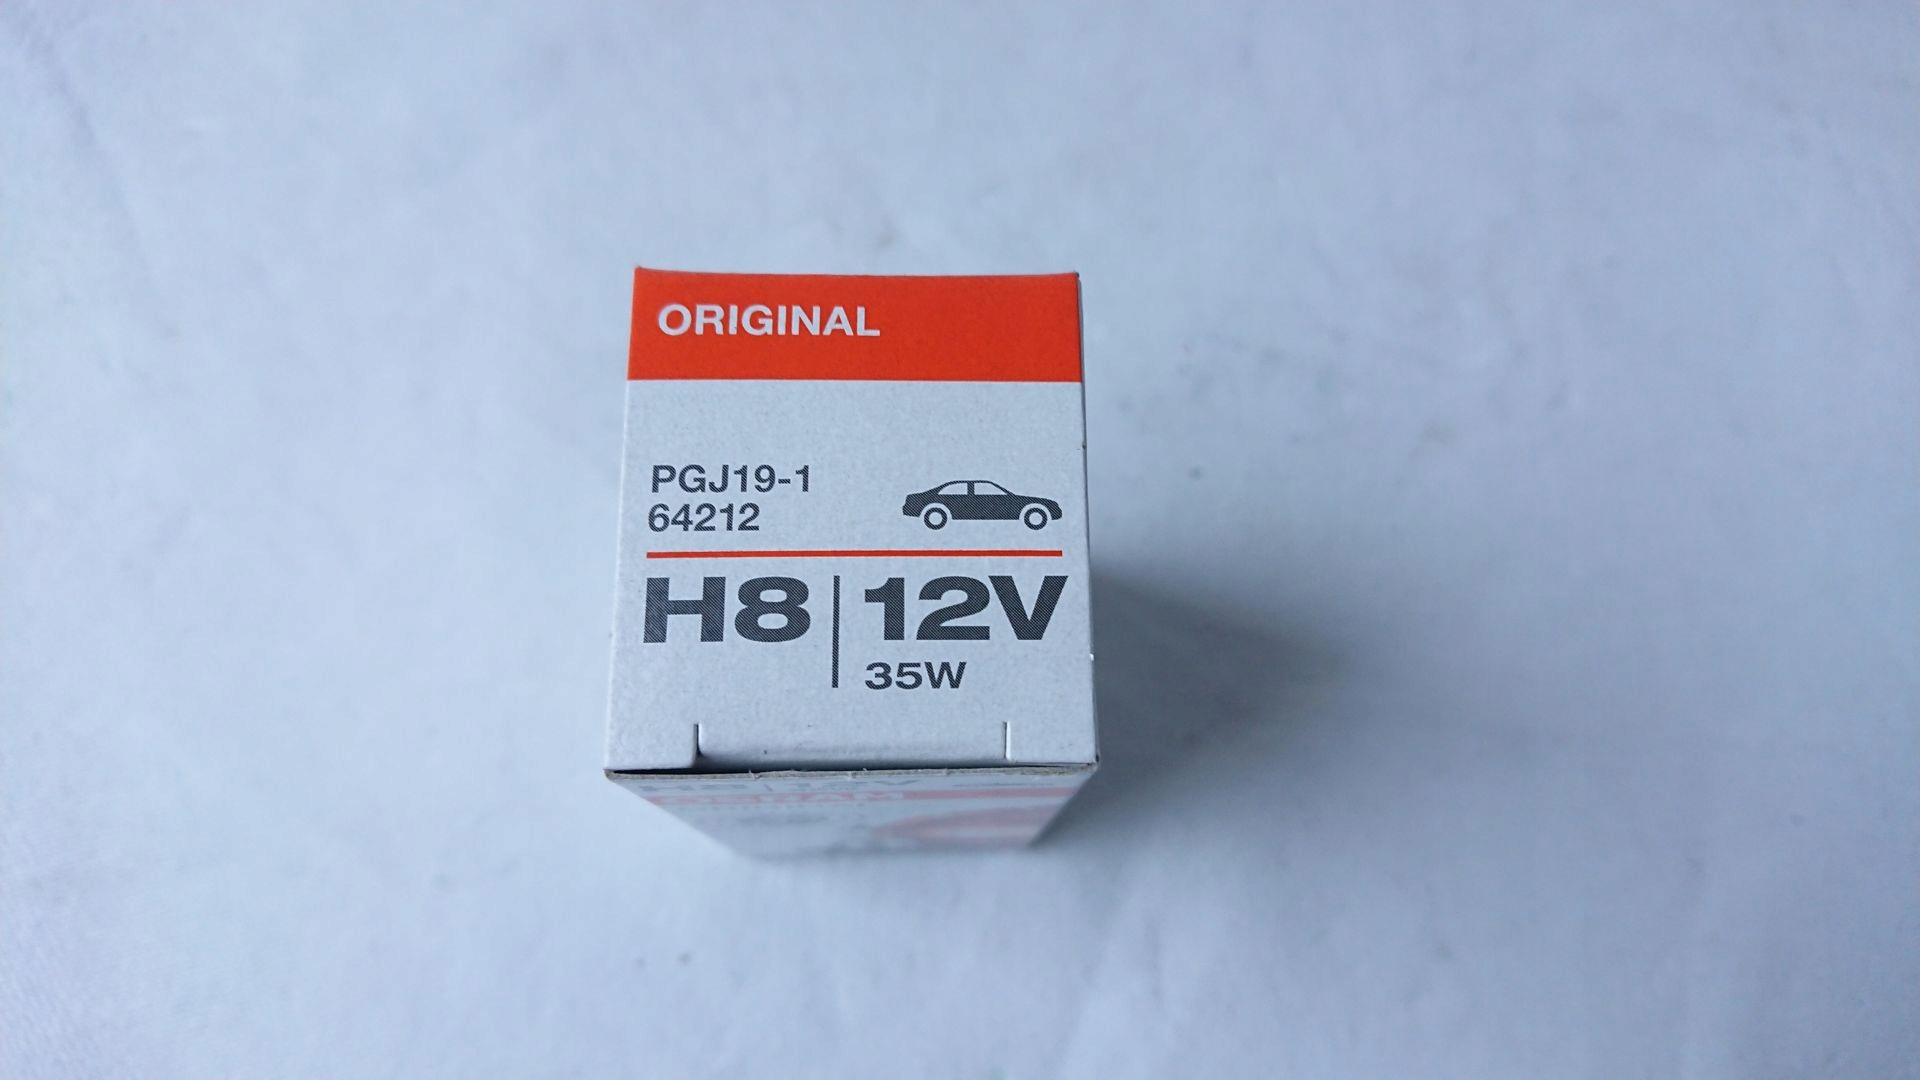 ORIGINAL
PGJ19-1
64212
H8 | 12V
35W